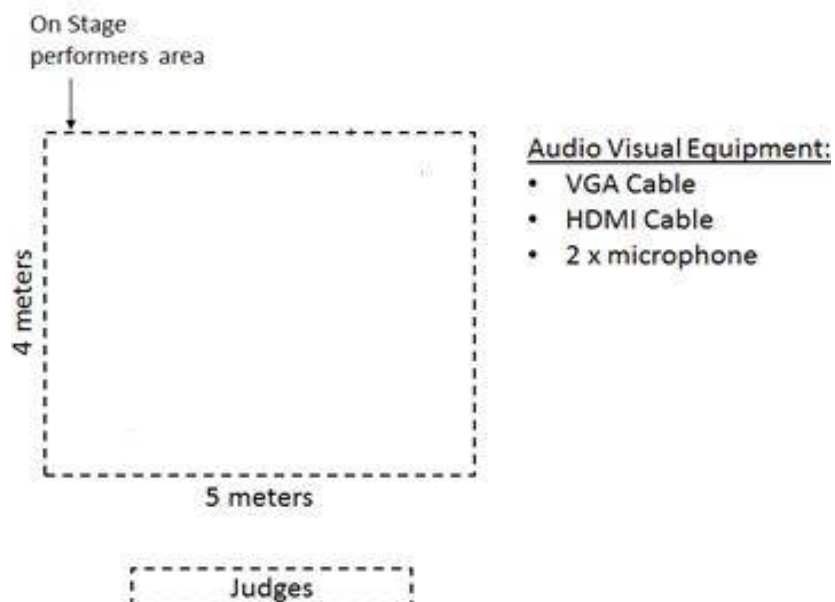 On Stage
performers area
Audio Visual Equipment:
• VGA Cable
• HDMI Cable
• 2 x microphone
4 meters
5 meters
Judges